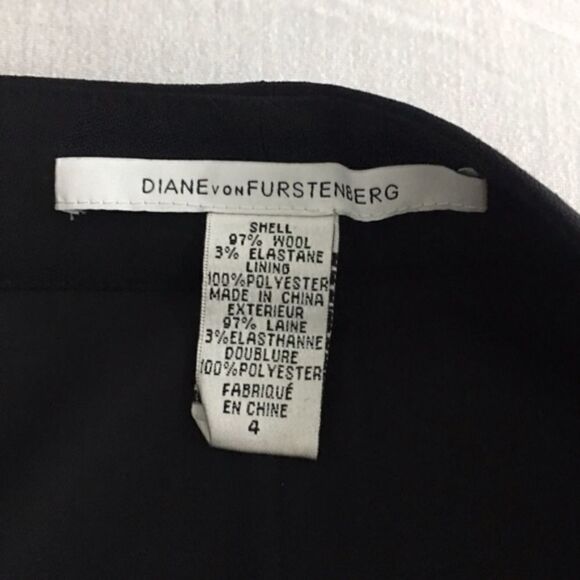 DIANE VON FURSTENBERG
SHELL
97% WOOL
3% ELASTANE
LINING
100%POLYESTER
MADE IN CHINA
EXTERIEUR
97% LAINE
3%ELASTHANNE
DOUBLURE
100%POLYESTER
FABRIQUÉ
EN CHINE
4